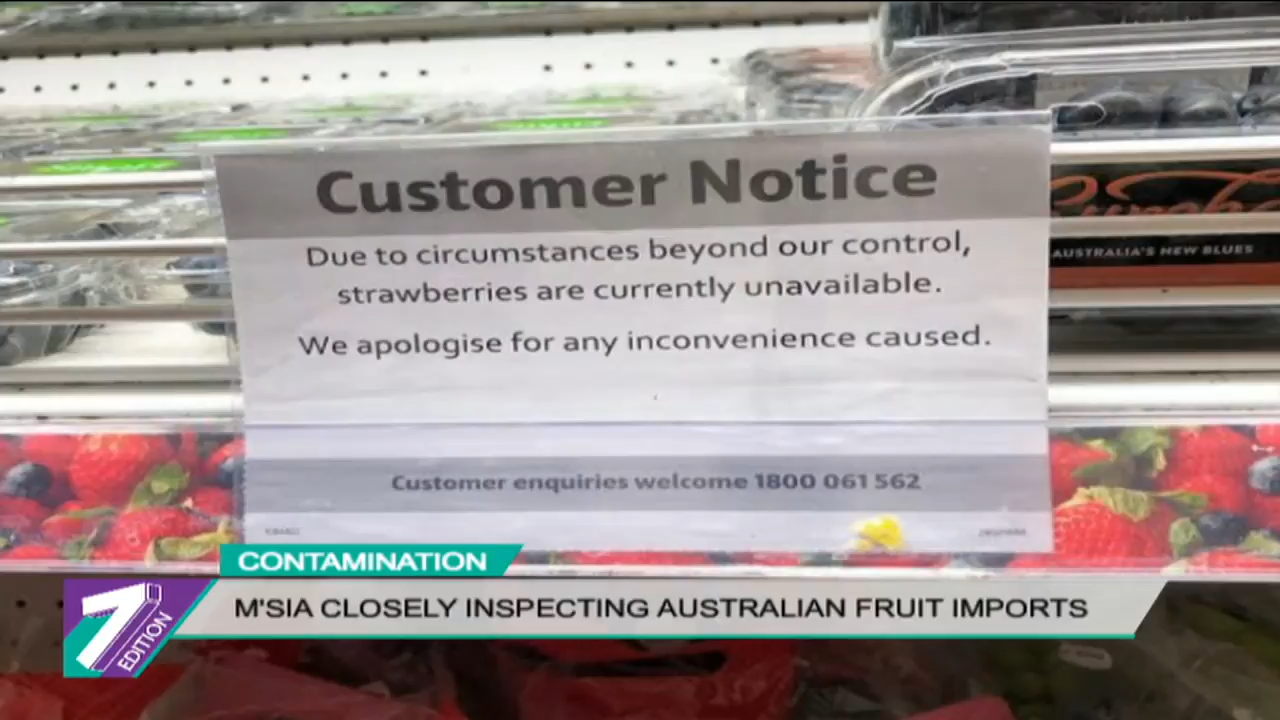 Customer Notice
Due to circumstances beyond our control,
strawberries are currently unavailable.
We apologise for any inconvenience caused.
Customer enquiries welcome 1800 061 562
AUSTRALIA'S NEW BLUES
CONTAMINATION
M'SIA CLOSELY INSPECTING AUSTRALIAN FRUIT IMPORTS
7
EDITION